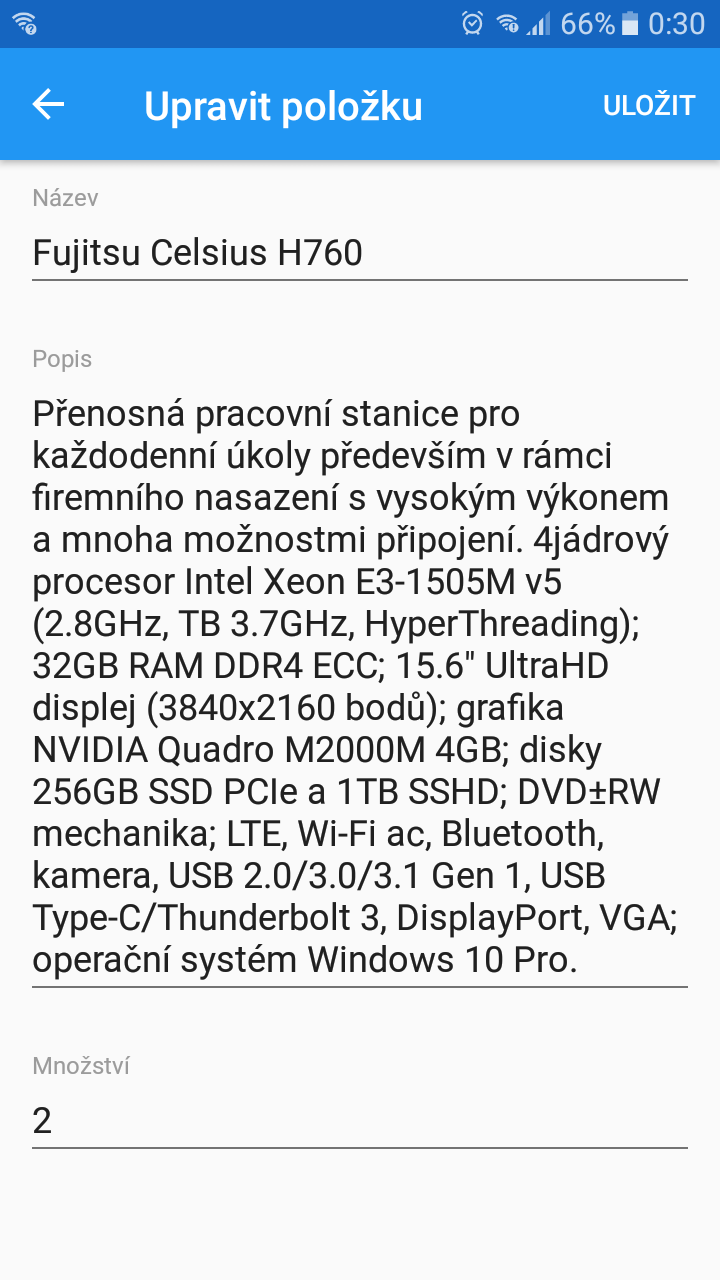 66% 0:30
Upravit položku ULOŽIT
Název
Fujitsu Celsius H760
Popis
Přenosná pracovní stanice pro
každodenní úkoly především v rámci
firemního nasazení s vysokým výkonem
a mnoha možnostmi připojení. 4jádrový
procesor Intel Xeon E3-1505M v5
(2.8GHz, TB 3.7GHz, HyperThreading);
32GB RAM DDR4 ECC; 15.6" UltraHD
displej (3840x2160 bodů); grafika
NVIDIA Quadro M2000M 4GB; disky
256GB SSD PCIe a 1TB SSHD; DVD±RW
mechanika; LTE, Wi-Fi ac, Bluetooth,
kamera, USB 2.0/3.0/3.1 Gen 1, USB
Type-C/Thunderbolt 3, DisplayPort, VGA;
operační systém Windows 10 Pro.
Množství
2